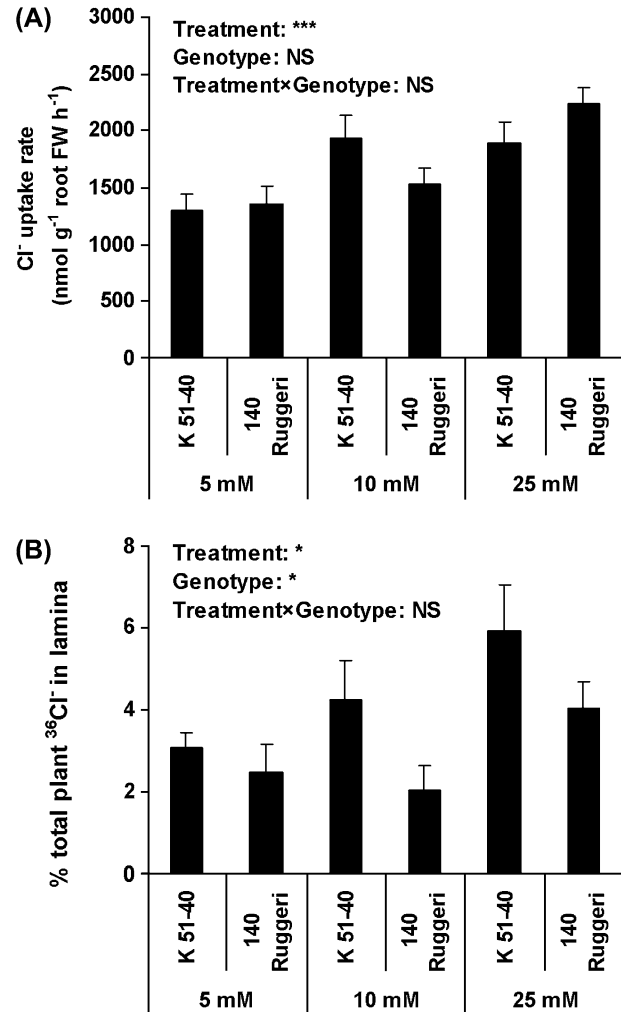 (A)
Cl⁻ uptake rate
(nmol g⁻¹ root FW h⁻¹)
3000
2500
2000
1500
1000
500
0
Treatment: ***
Genotype: NS
Treatment×Genotype: NS
K 51-40
140
Ruggeri
K 51-40
140
Ruggeri
K 51-40
140
Ruggeri
5 mM
10 mM
25 mM
(B)
% total plant ³⁶Cl⁻ in lamina
8
6
4
2
0
Treatment: *
Genotype: *
Treatment×Genotype: NS
K 51-40
140
Ruggeri
K 51-40
140
Ruggeri
K 51-40
140
Ruggeri
5 mM
10 mM
25 mM